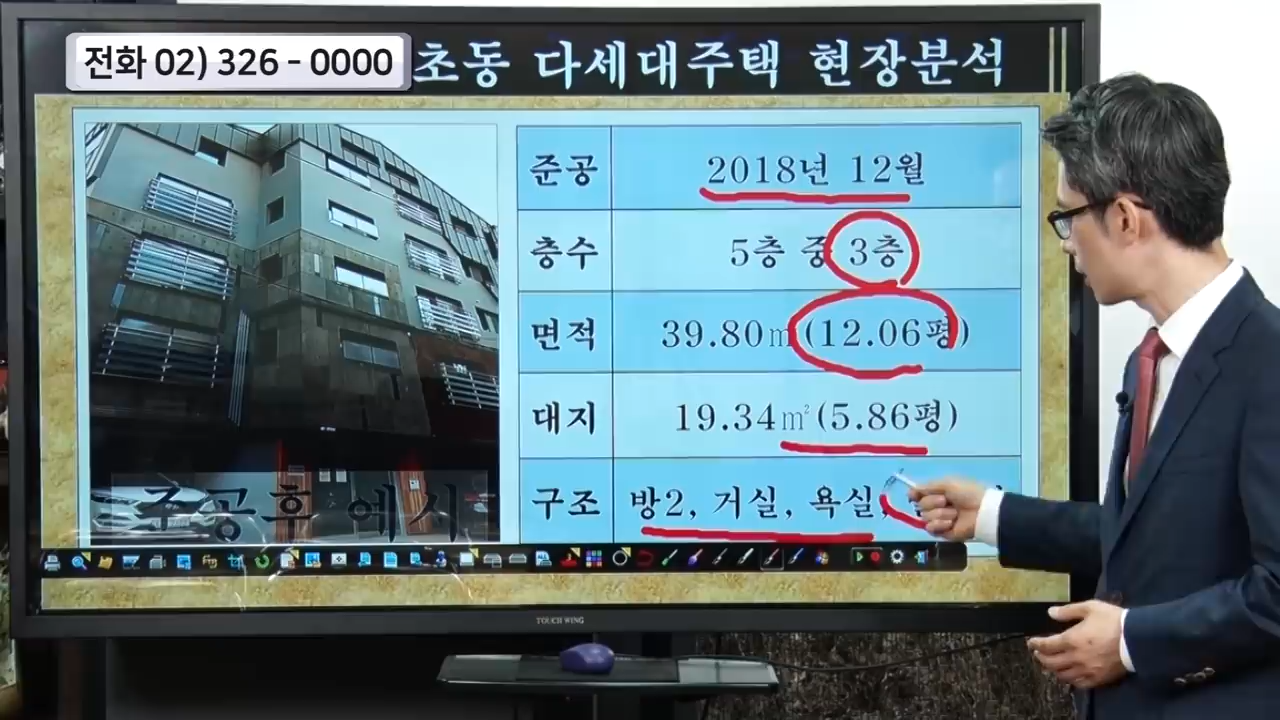 전화 02) 326 - 0000
초동 다세대주택 현장분석
준공 2018년 12월
층수 5층 중 3층
면적 39.80㎡(12.06평)
대지 19.34㎡(5.86평)
구조 방2, 거실, 욕실,
준공후 예시
TOUCH WING